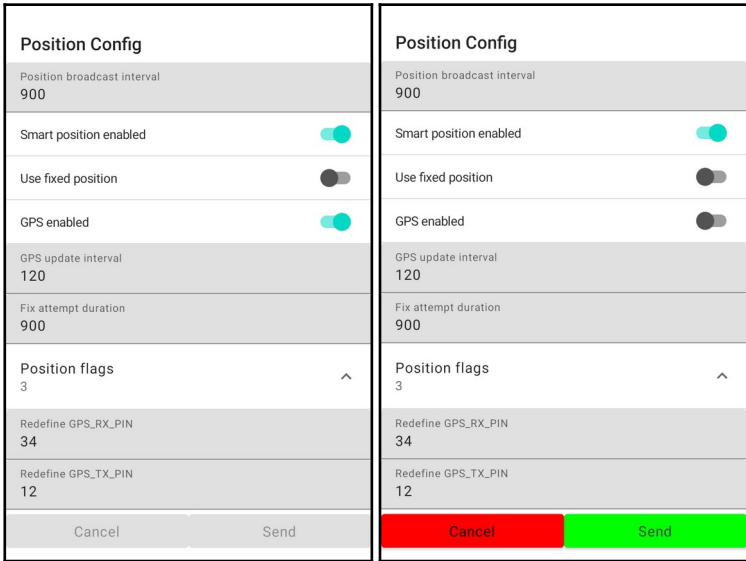 Position Config
Position broadcast interval
900
Smart position enabled
Use fixed position
GPS enabled
GPS update interval
120
Fix attempt duration
900
Position flags
3
Redefine GPS_RX_PIN
34
Redefine GPS_TX_PIN
12
Cancel Send
Position Config
Position broadcast interval
900
Smart position enabled
Use fixed position
GPS enabled
GPS update interval
120
Fix attempt duration
900
Position flags
3
Redefine GPS_RX_PIN
34
Redefine GPS_TX_PIN
12
Cancel Send